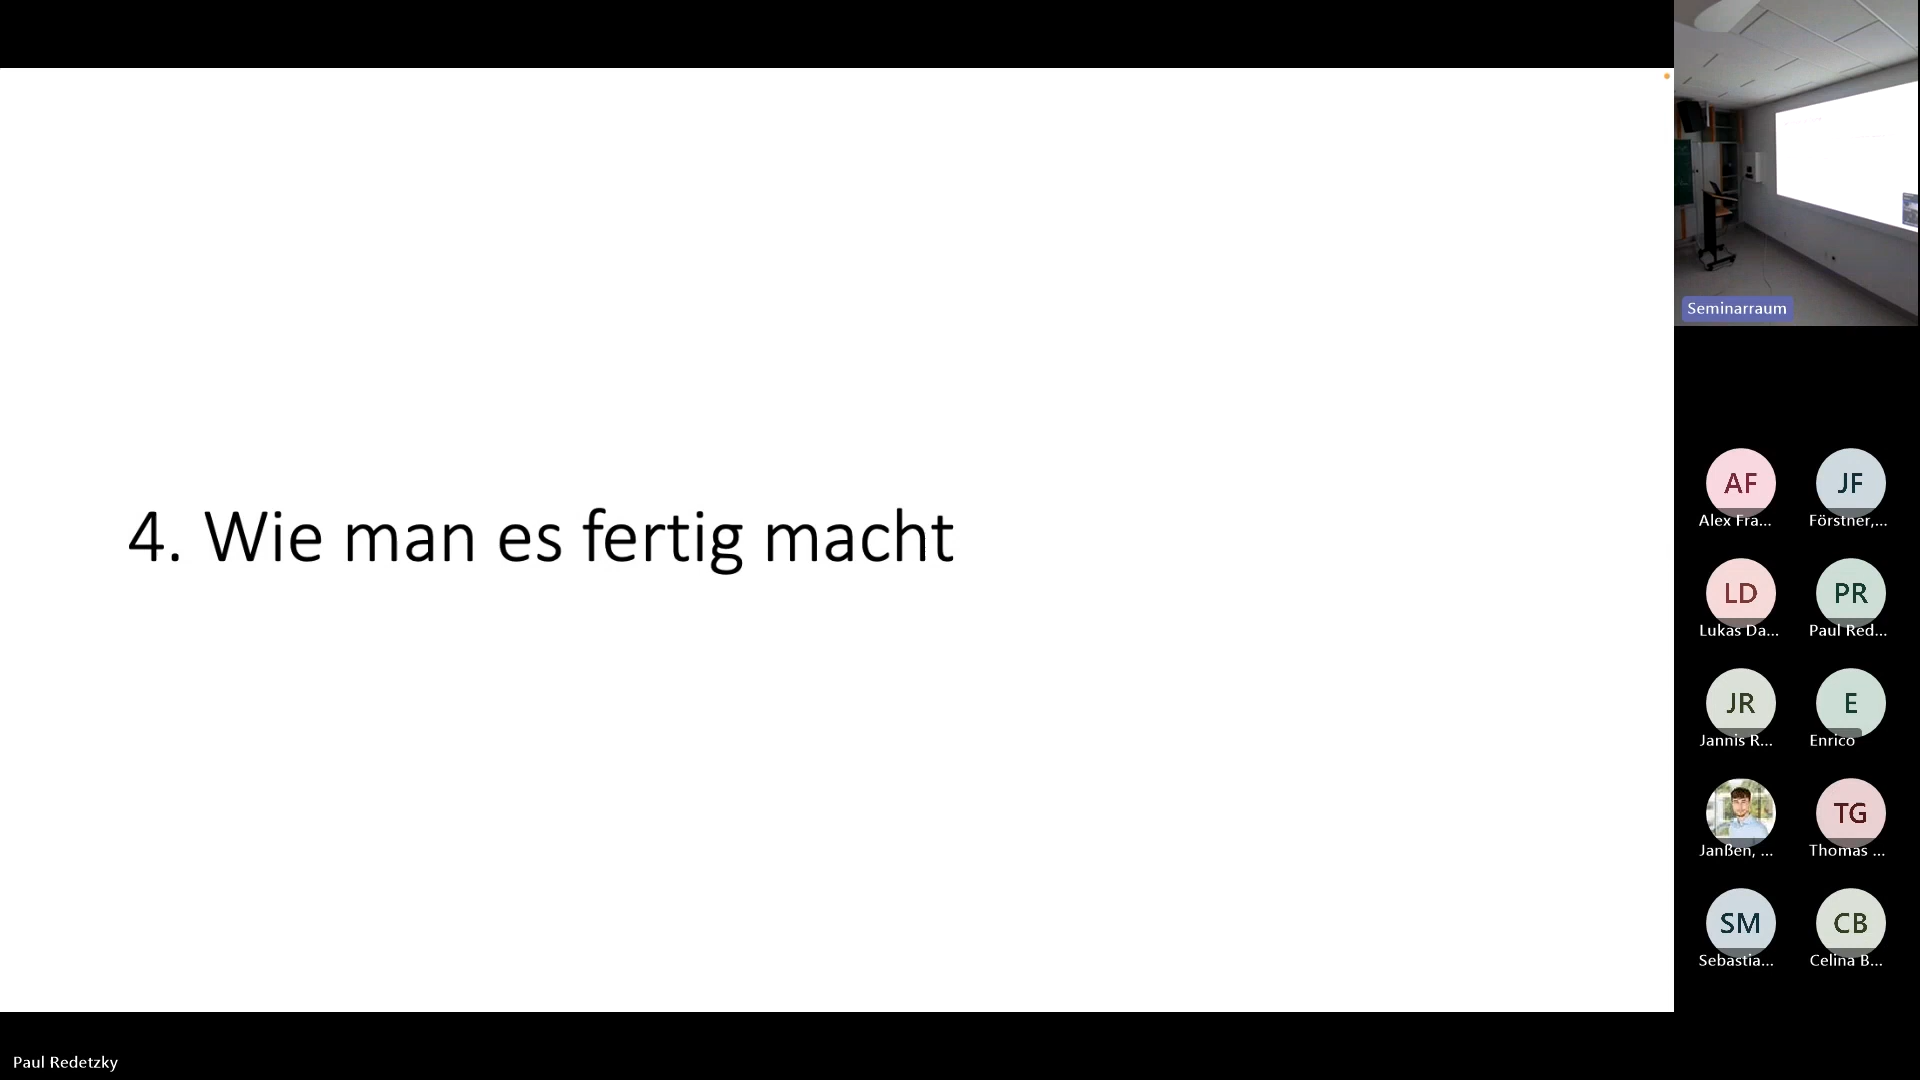 4. Wie man es fertig macht
Seminarraum
AF
Alex Fra...
JF
Förstner,...
LD
Lukas Da...
PR
Paul Red...
JR
Jannis R...
E
Enrico
Janßen, ...
TG
Thomas ...
SM
Sebastia...
CB
Celina B...
Paul Redetzky